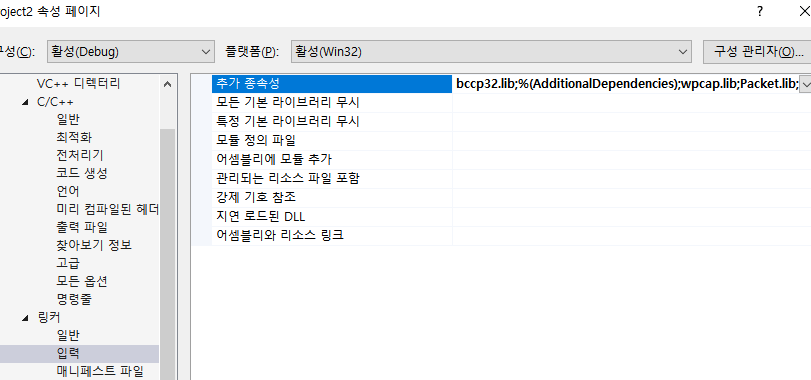 oject2 속성 페이지
구성(C):
활성(Debug)
플랫폼(P):
활성(Win32)
구성 관리자(O)...
VC++ 디렉터리
C/C++
일반
최적화
전처리기
코드 생성
언어
미리 컴파일된 헤더
출력 파일
찾아보기 정보
고급
모든 옵션
명령줄
링커
일반
입력
매니페스트 파일
추가 종속성
bccp32.lib;%(AdditionalDependencies);wpcap.lib;Packet.lib;
모든 기본 라이브러리 무시
특정 기본 라이브러리 무시
모듈 정의 파일
어셈블리에 모듈 추가
관리되는 리소스 파일 포함
강제 기호 참조
지연 로드된 DLL
어셈블리와 리소스 링크